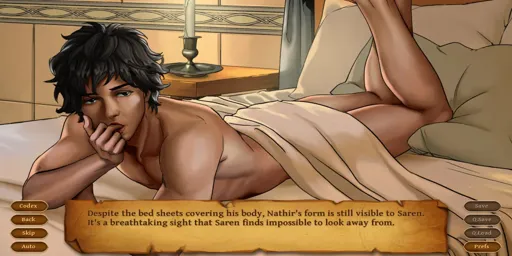 Codex
Back
Skip
Auto
Despite the bed sheets covering his body, Nathir's form is still visible to Saren.
It's a breathtaking sight that Saren finds impossible to look away from.
Save
Q.Save
Q.Load
Prefs